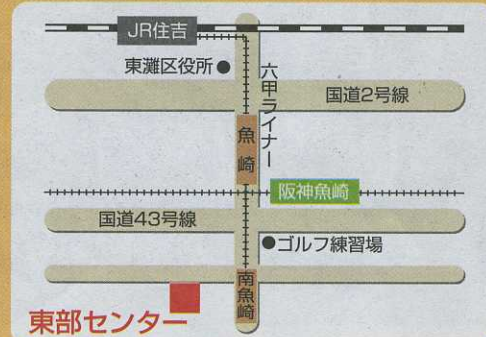 JR住吉
東灘区役所
六甲ライナー
国道2号線
魚崎
阪神魚崎
国道43号線
ゴルフ練習場
南魚崎
東部センター